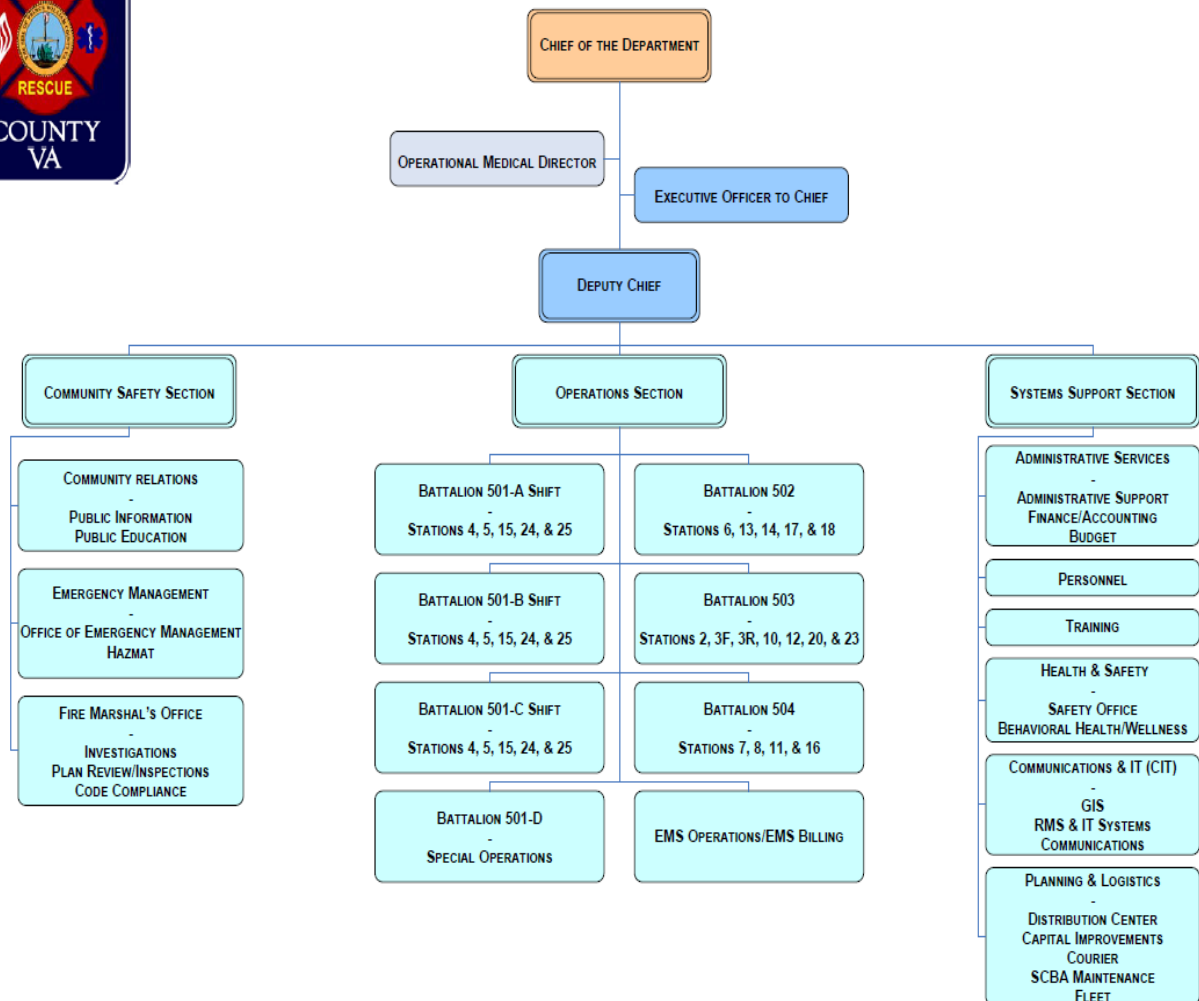 RESCUE
COUNTY
VA
CHIEF OF THE DEPARTMENT
OPERATIONAL MEDICAL DIRECTOR
EXECUTIVE OFFICER TO CHIEF
DEPUTY CHIEF
COMMUNITY SAFETY SECTION
OPERATIONS SECTION
SYSTEMS SUPPORT SECTION
COMMUNITY RELATIONS
-
PUBLIC INFORMATION
PUBLIC EDUCATION
EMERGENCY MANAGEMENT
-
OFFICE OF EMERGENCY MANAGEMENT
HAZMAT
FIRE MARSHAL'S OFFICE
-
INVESTIGATIONS
PLAN REVIEW/INSPECTIONS
CODE COMPLIANCE
BATTALION 501-A SHIFT
-
STATIONS 4, 5, 15, 24, & 25
BATTALION 502
-
STATIONS 6, 13, 14, 17, & 18
BATTALION 501-B SHIFT
-
STATIONS 4, 5, 15, 24, & 25
BATTALION 503
-
STATIONS 2, 3F, 3R, 10, 12, 20, & 23
BATTALION 501-C SHIFT
-
STATIONS 4, 5, 15, 24, & 25
BATTALION 504
-
STATIONS 7, 8, 11, & 16
BATTALION 501-D
-
SPECIAL OPERATIONS
EMS OPERATIONS/EMS BILLING
ADMINISTRATIVE SERVICES
-
ADMINISTRATIVE SUPPORT
FINANCE/ACCOUNTING
BUDGET
PERSONNEL
TRAINING
HEALTH & SAFETY
-
SAFETY OFFICE
BEHAVIORAL HEALTH/WELLNESS
COMMUNICATIONS & IT (CIT)
-
GIS
RMS & IT SYSTEMS
COMMUNICATIONS
PLANNING & LOGISTICS
-
DISTRIBUTION CENTER
CAPITAL IMPROVEMENTS
COURIER
SCBA MAINTENANCE
FLEET